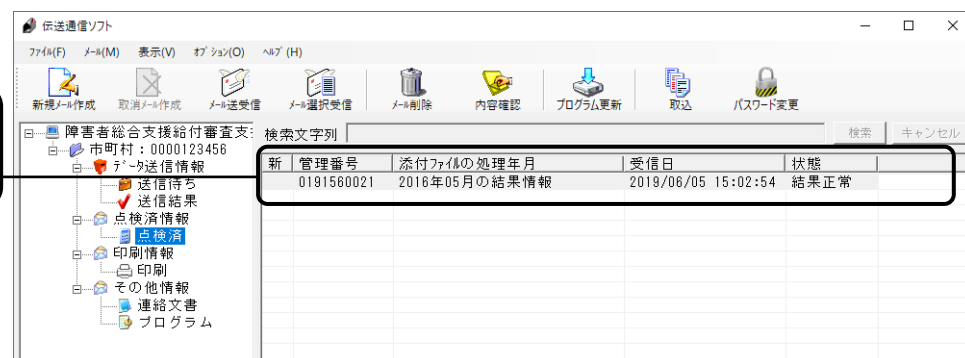 伝送通信ソフト
ﾌｧｲﾙ(F) ﾒｰﾙ(M) 表示(V) ｵﾌﾟｼｮﾝ(O) ﾍﾙﾌﾟ(H)
新規ﾒｰﾙ作成 取消ﾒｰﾙ作成 ﾒｰﾙ送受信 ﾒｰﾙ選択受信 ﾒｰﾙ削除 内容確認 プログラム更新 取込 パスワード変更
障害者総合支援給付審査支
検索文字列 検索 キャンセル
市町村：0000123456
新 管理番号 添付ﾌｧｲﾙの処理年月 受信日 状態
ﾃﾞｰﾀ送信情報
0191560021 2016年05月の結果情報 2019/06/05 15:02:54 結果正常
送信待ち
送信結果
点検済情報
点検済
印刷情報
印刷
その他情報
連絡文書
プログラム